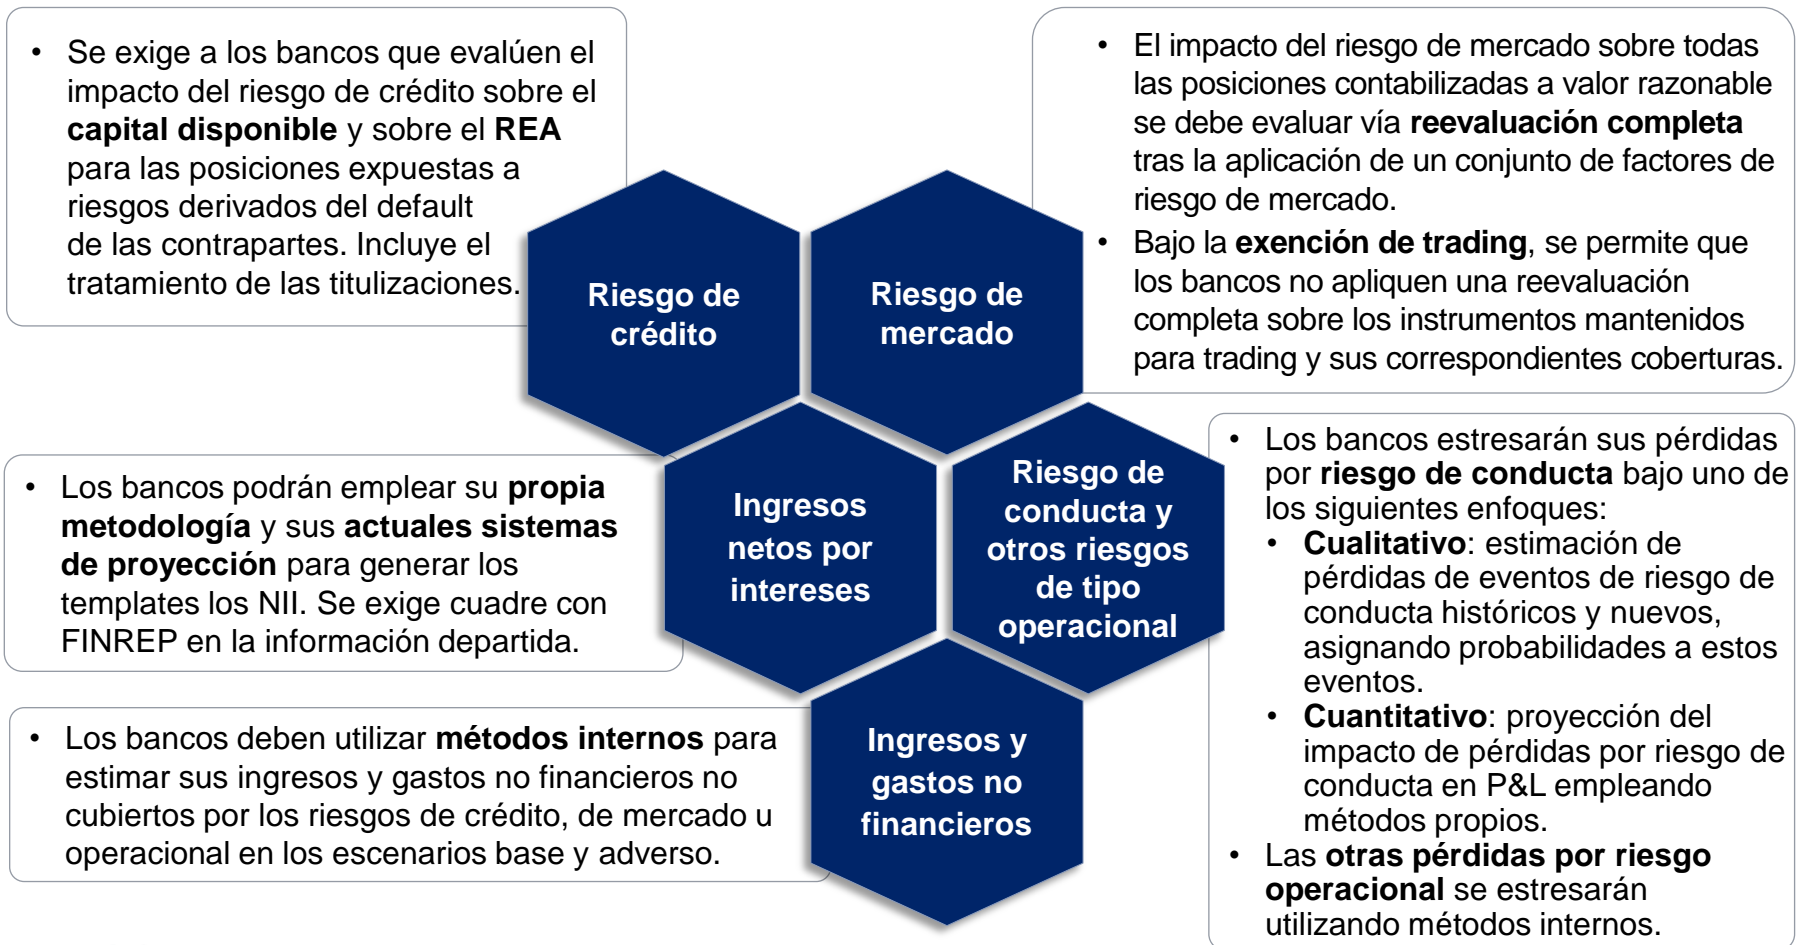 • Se exige a los bancos que evalúen el
impacto del riesgo de crédito sobre el
capital disponible y sobre el REA
para las posiciones expuestas a
riesgos derivados del default
de las contrapartes. Incluye el
tratamiento de las titulizaciones.
Riesgo de
crédito
Riesgo de
mercado
• El impacto del riesgo de mercado sobre todas
las posiciones contabilizadas a valor razonable
se debe evaluar vía reevaluación completa
tras la aplicación de un conjunto de factores de
riesgo de mercado.
• Bajo la exención de trading, se permite que
los bancos no apliquen una reevaluación
completa sobre los instrumentos mantenidos
para trading y sus correspondientes coberturas.
• Los bancos podrán emplear su propia
metodología y sus actuales sistemas
de proyección para generar los
templates los NII. Se exige cuadre con
FINREP en la información departida.
Ingresos
netos por
intereses
Riesgo de
conducta y
otros riesgos
de tipo
operacional
• Los bancos estresarán sus pérdidas
por riesgo de conducta bajo uno de
los siguientes enfoques:
• Cualitativo: estimación de
pérdidas de eventos de riesgo de
conducta históricos y nuevos,
asignando probabilidades a estos
eventos.
• Cuantitativo: proyección del
impacto de pérdidas por riesgo de
conducta en P&L empleando
métodos propios.
• Las otras pérdidas por riesgo
operacional se estresarán
utilizando métodos internos.
• Los bancos deben utilizar métodos internos para
estimar sus ingresos y gastos no financieros no
cubiertos por los riesgos de crédito, de mercado u
operacional en los escenarios base y adverso.
Ingresos y
gastos no
financieros